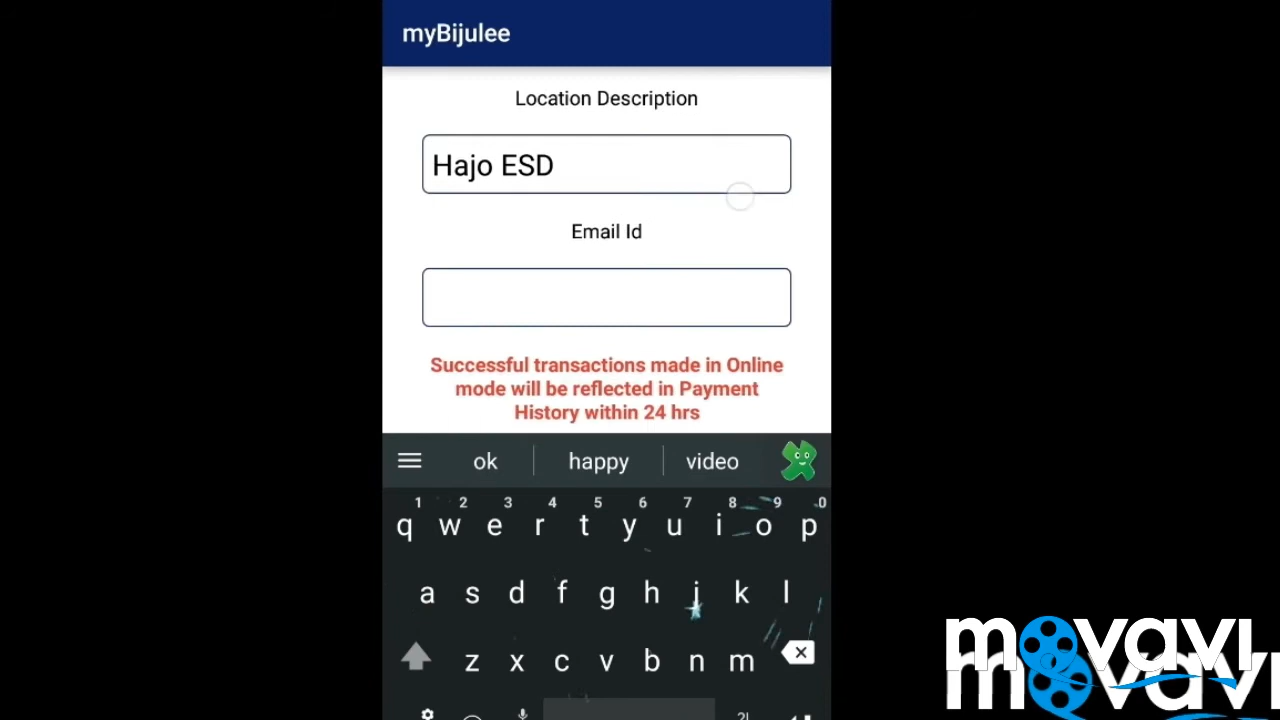 myBijulee
Location Description
Hajo ESD
Email Id
Successful transactions made in Online
mode will be reflected in Payment
History within 24 hrs
ok happy video
1 2 3 4 5 6 7 8 9 0
q w e r t y u i o p
a s d f g h j k l
z x c v b n m
movavi
movavi